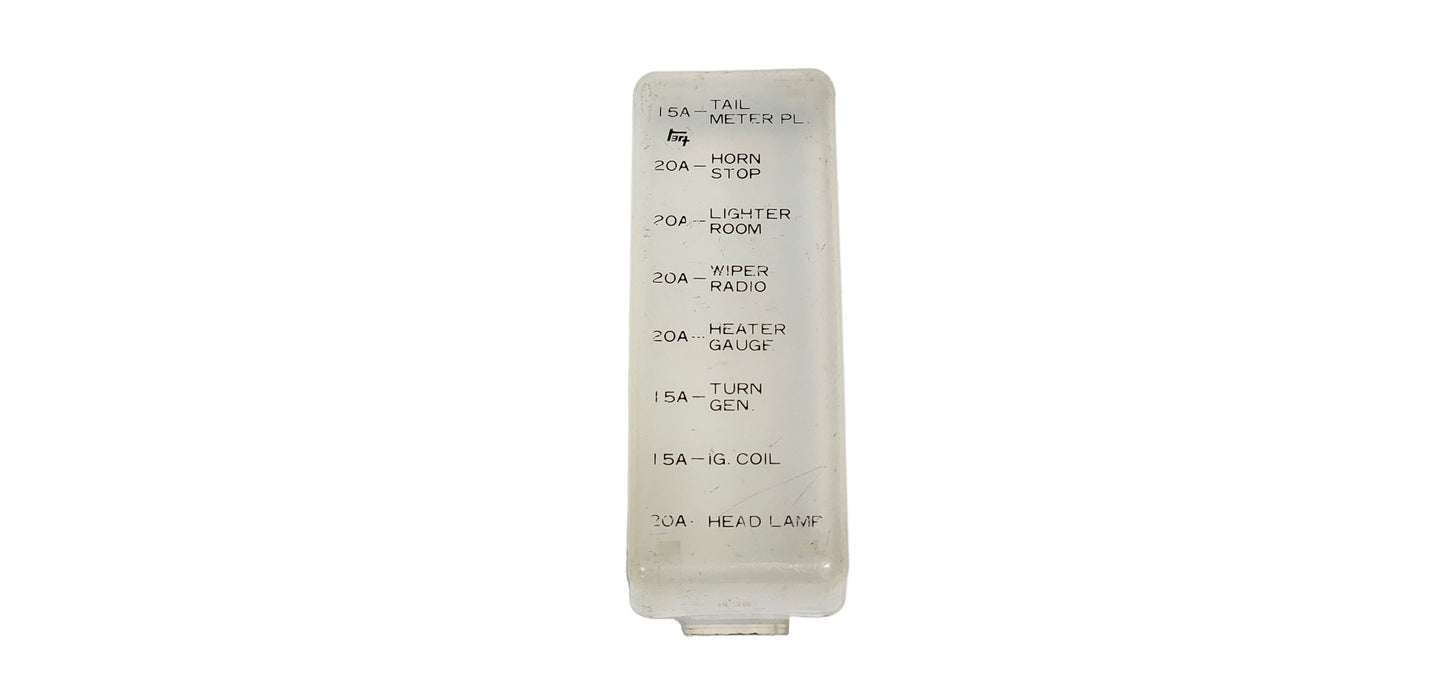 15A — TAIL
METER PL.
TEQ
20A — HORN
STOP
20A — LIGHTER
ROOM
20A — WIPER
RADIO
20A — HEATER
GAUGE
15A — TURN
GEN.
15A — IG. COIL
20A - HEAD LAMP